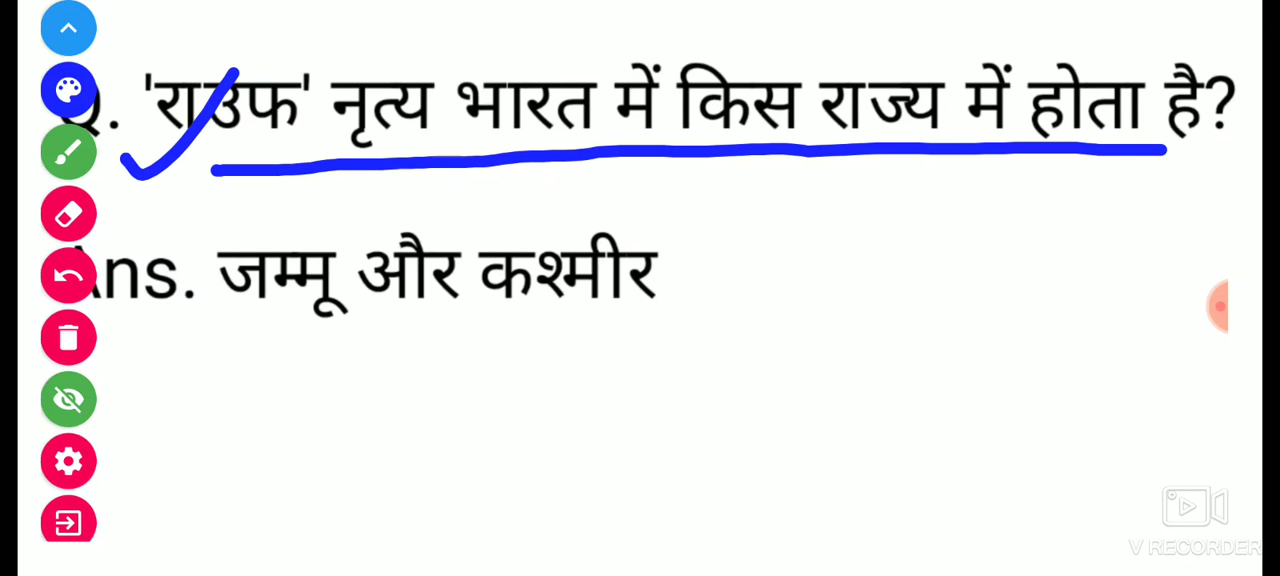 Q. 'राउफ' नृत्य भारत में किस राज्य में होता है?
Ans. जम्मू और कश्मीर
V RECORDER